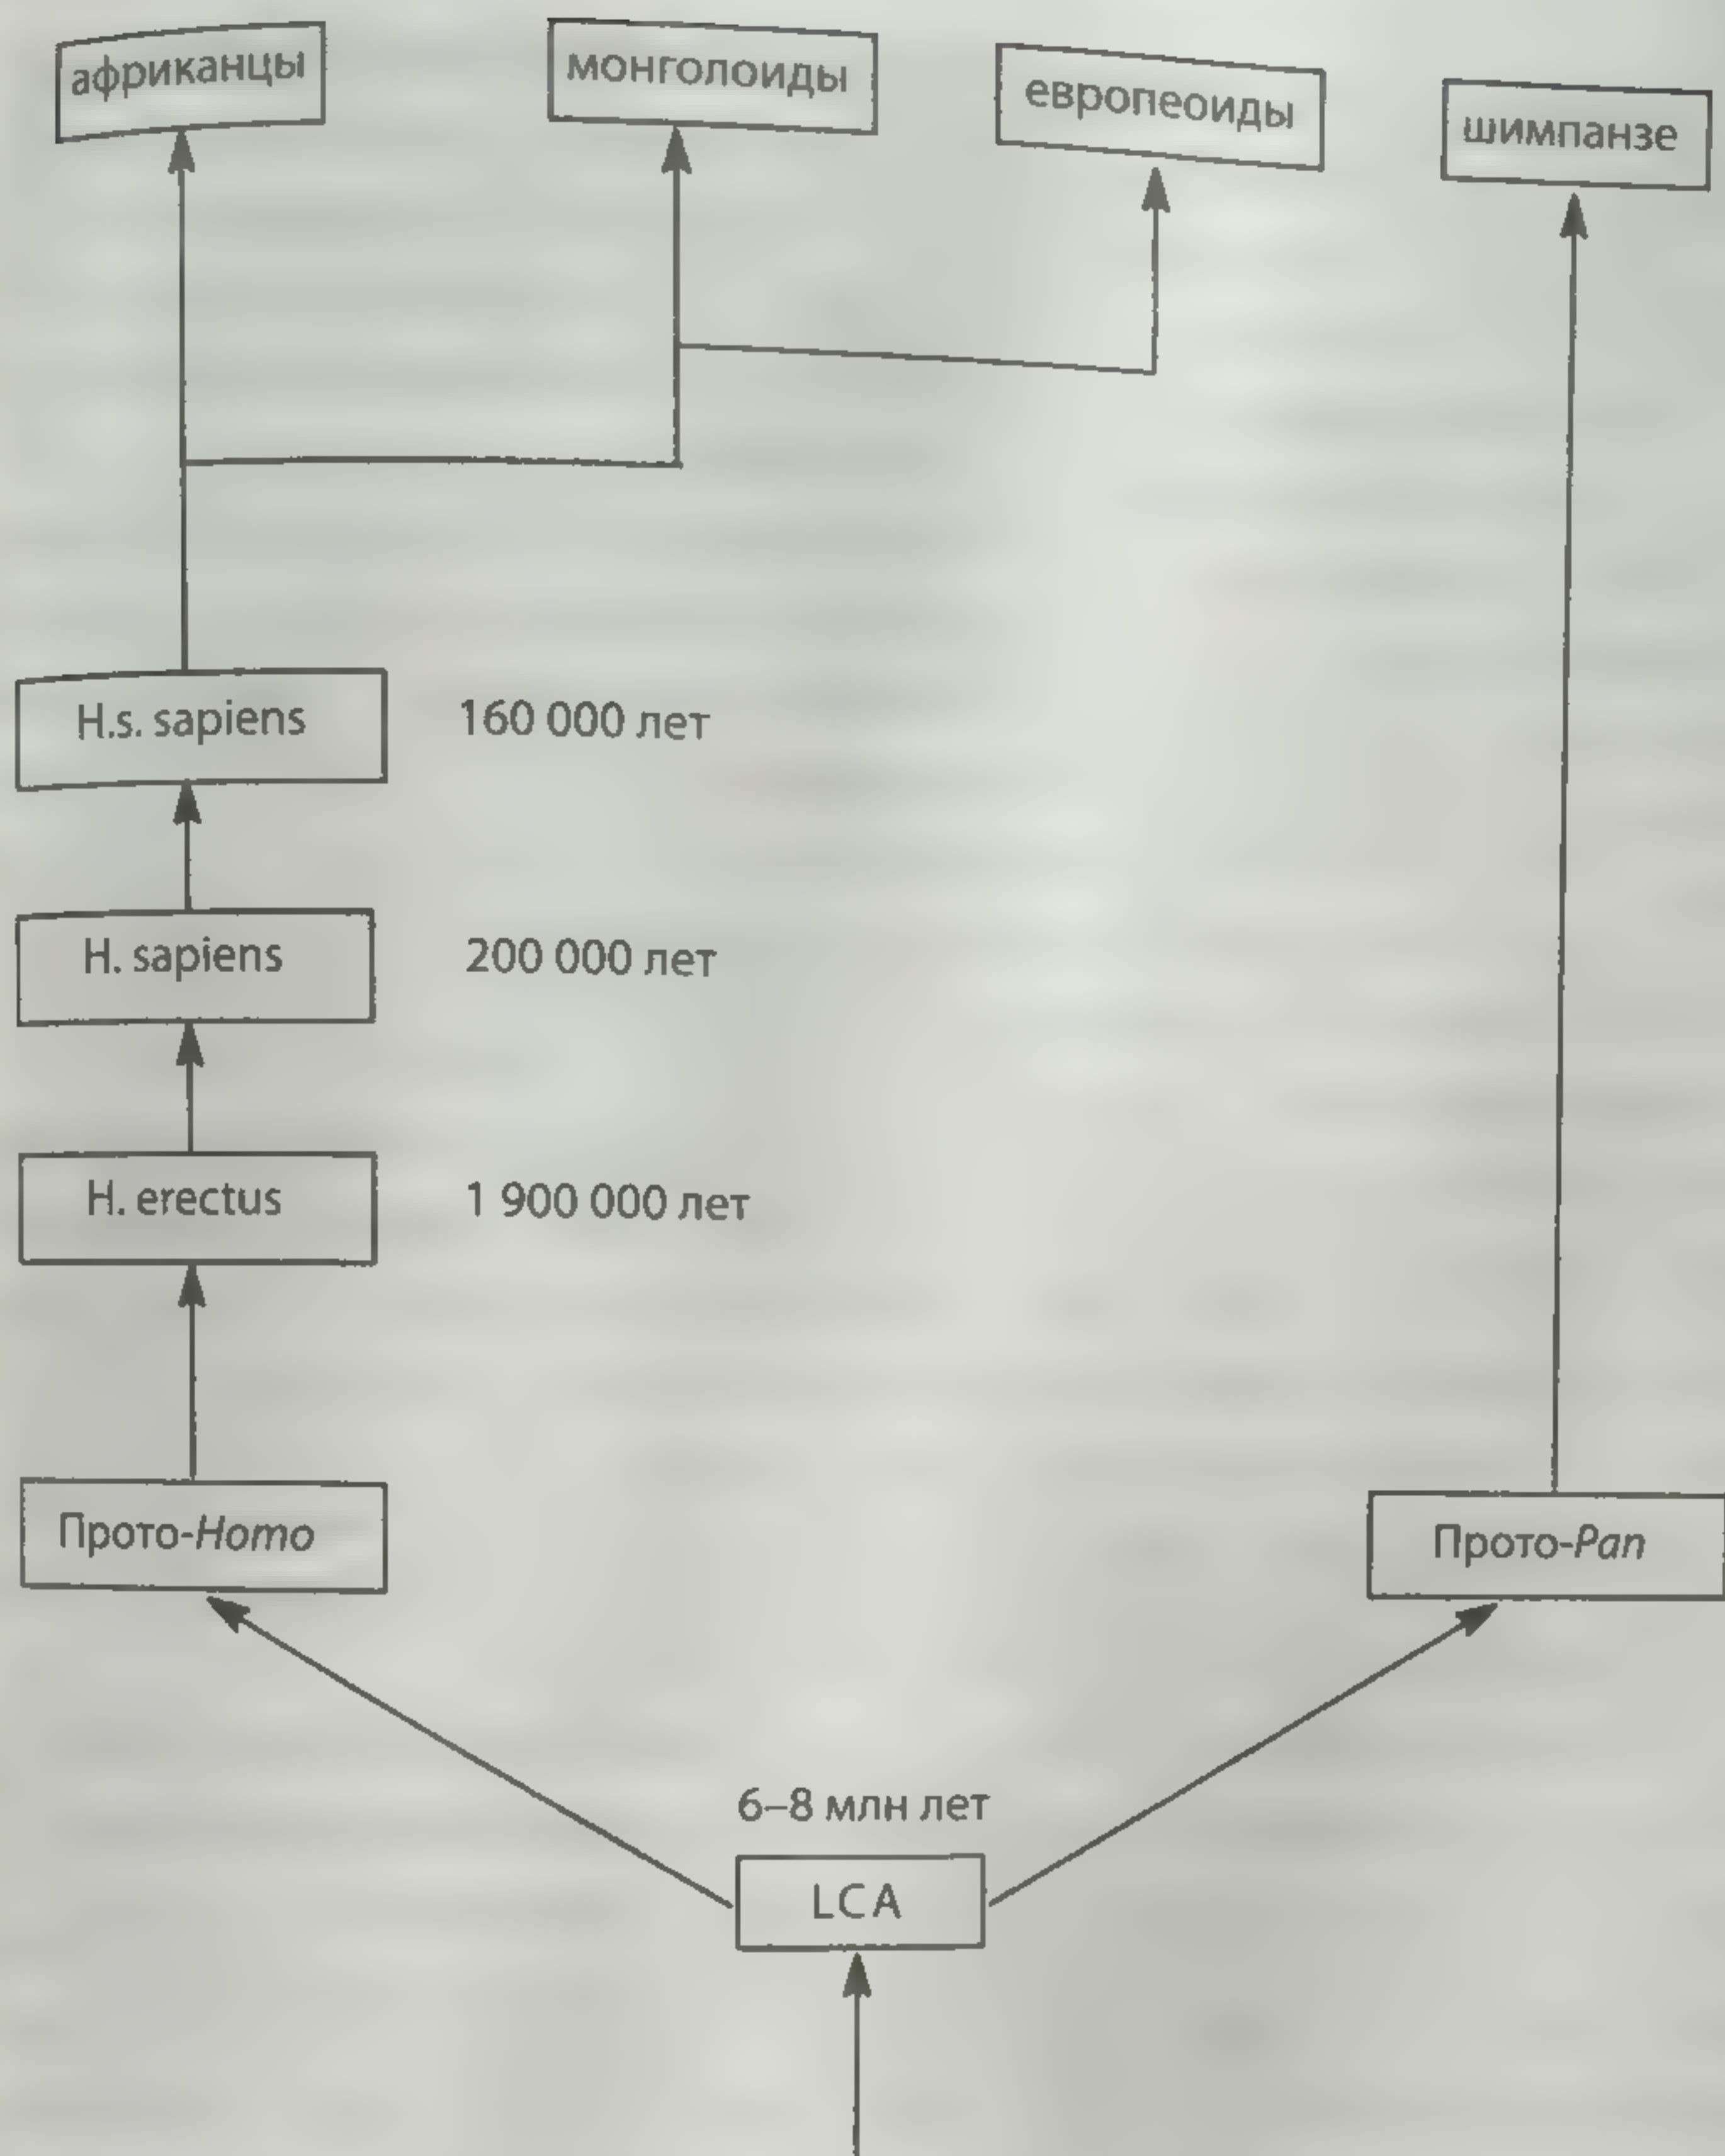 африканцы
монголоиды
европеоиды
шимпанзе
H.s. sapiens
160 000 лет
H. sapiens
200 000 лет
H. erectus
1 900 000 лет
Прото-Homo
Прото-Pan
6–8 млн лет
LCA